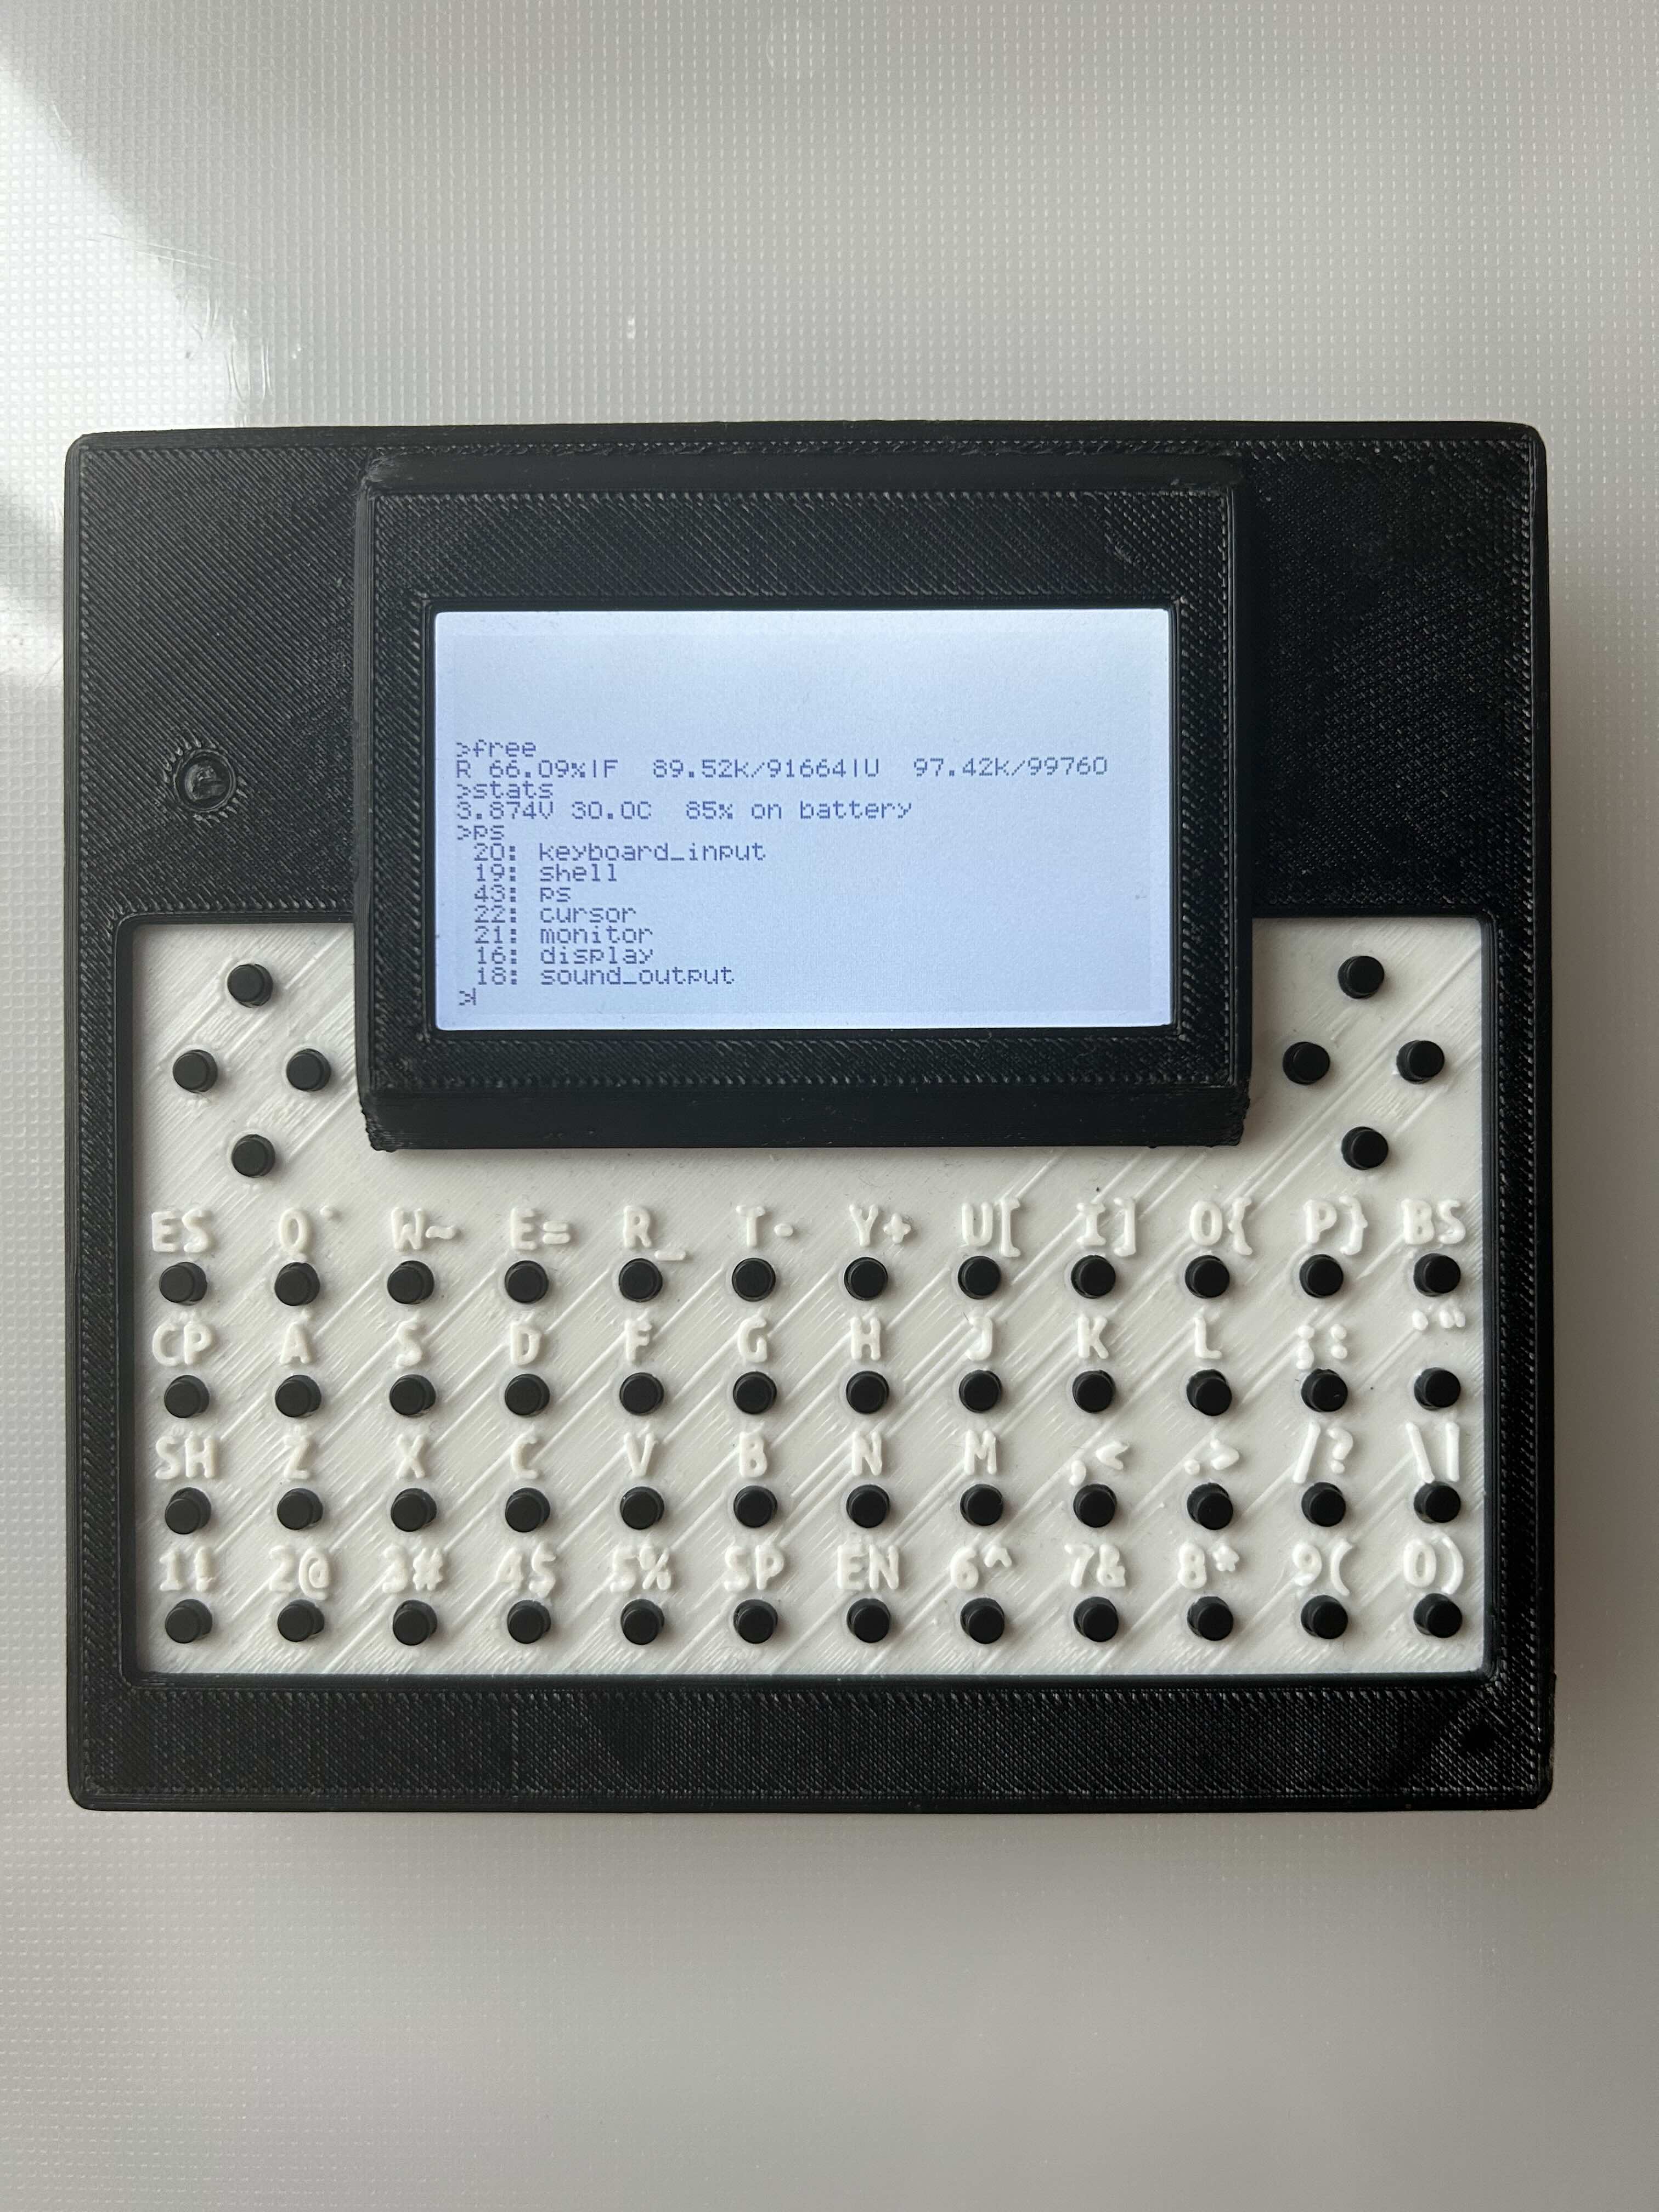 >free
R 66.09%|F  89.52k/91664|U  97.42k/99760
>stats
3.874V 30.0C  85% on battery
>ps
20: keyboard_input
19: shell
43: ps
22: cursor
21: monitor
16: display
18: sound_output
>
ES Q` W~ E= R_ T- Y+ U[ I] O{ P} BS
CP A S D F G H J K L ;: '"
SH Z X C V B N M ,< .> /? \|
1! 2@ 3# 4$ 5% SP EN 6^ 7& 8* 9( 0)